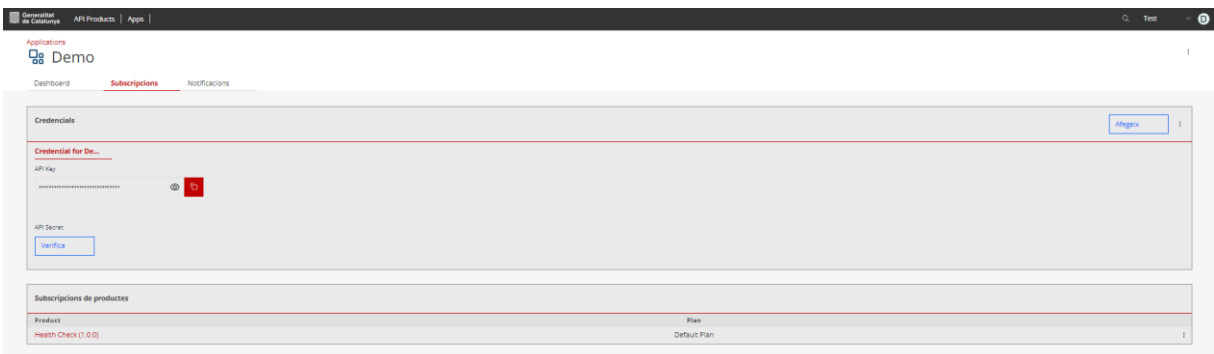 Generalitat de Catalunya API Products | Apps | Test D
Applications
Demo
Dashboard Subscripcions Notificacions
Credencials Afegeix
Credential for De...
API Key
API Secret
Verifica
Subscripcions de productes
Product Plan
Health Check (1.0.0) Default Plan